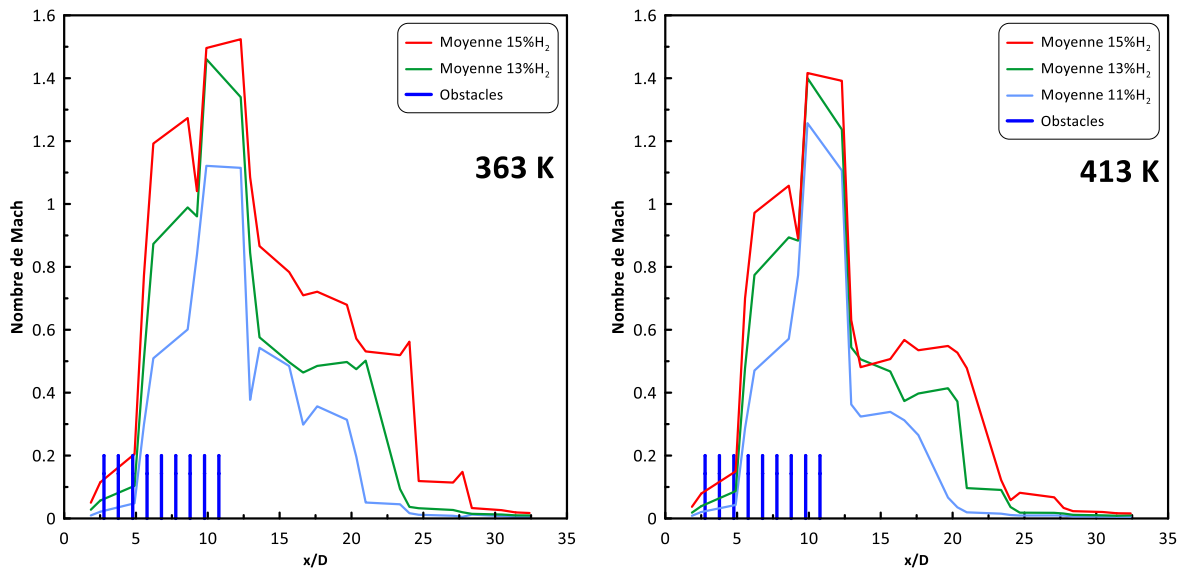 1.6
1.4
1.2
1
0.8
0.6
0.4
0.2
0
Nombre de Mach
0 5 10 15 20 25 30 35
x/D
Moyenne 15%H₂
Moyenne 13%H₂
Obstacles
363 K
1.6
1.4
1.2
1
0.8
0.6
0.4
0.2
0
Nombre de Mach
0 5 10 15 20 25 30 35
x/D
Moyenne 15%H₂
Moyenne 13%H₂
Moyenne 11%H₂
Obstacles
413 K